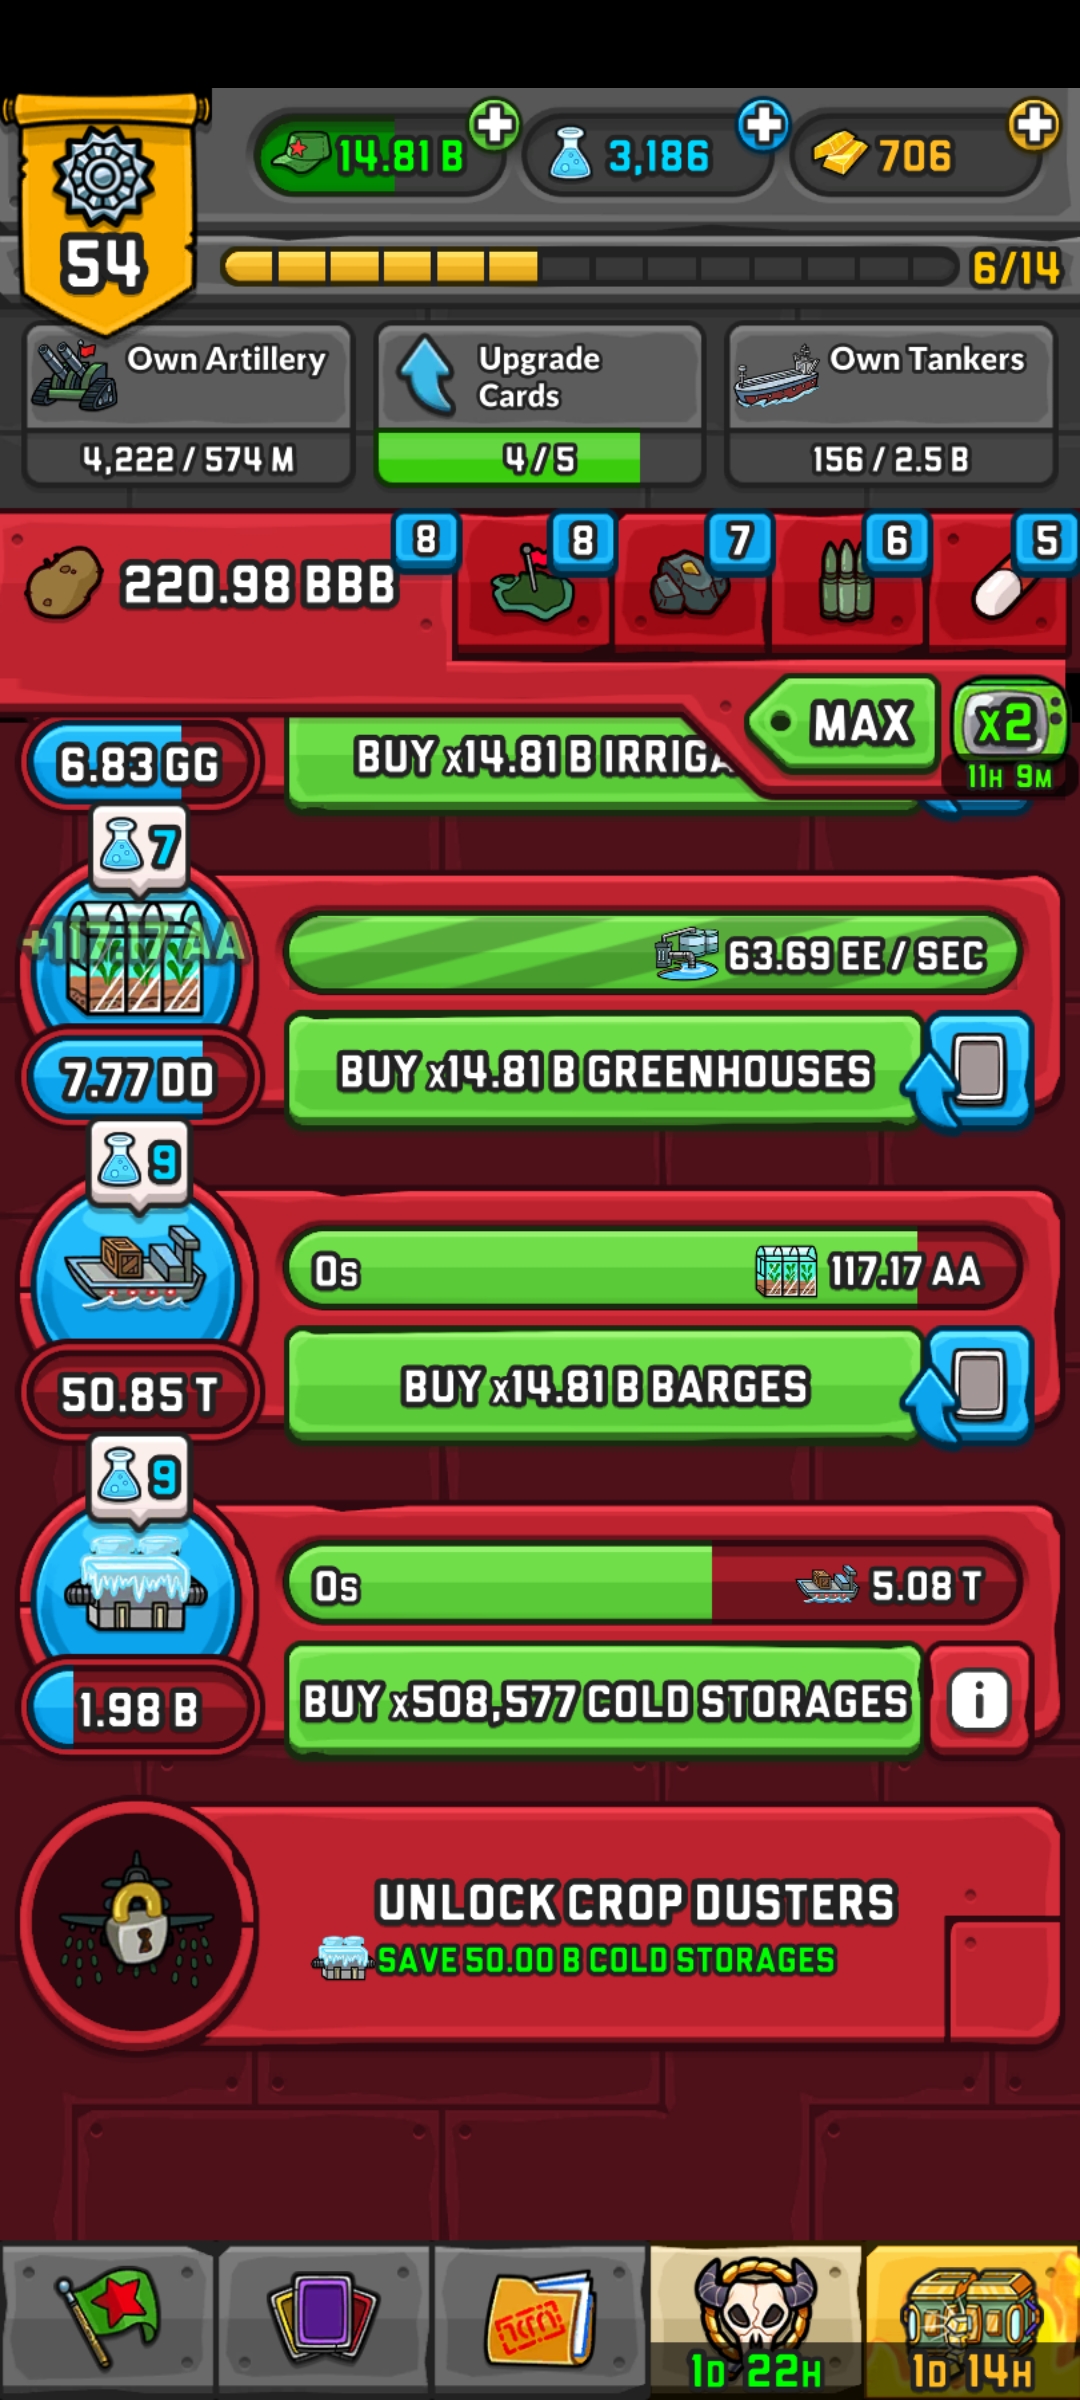 14.81 B
3,186
706
54
6/14
Own Artillery
4,222 / 574 M
Upgrade
Cards
4 / 5
Own Tankers
156 / 2.5 B
220.98 BBB
8
8
7
6
5
MAX
x2
11H 9M
6.83 GG
BUY x14.81 B IRRIGA
7
+117.17 AA
63.69 EE / SEC
7.77 DD
BUY x14.81 B GREENHOUSES
9
0s
117.17 AA
50.85 T
BUY x14.81 B BARGES
9
0s
5.08 T
1.98 B
BUY x508,577 COLD STORAGES
i
UNLOCK CROP DUSTERS
SAVE 50.00 B COLD STORAGES
1D 22H
1D 14H